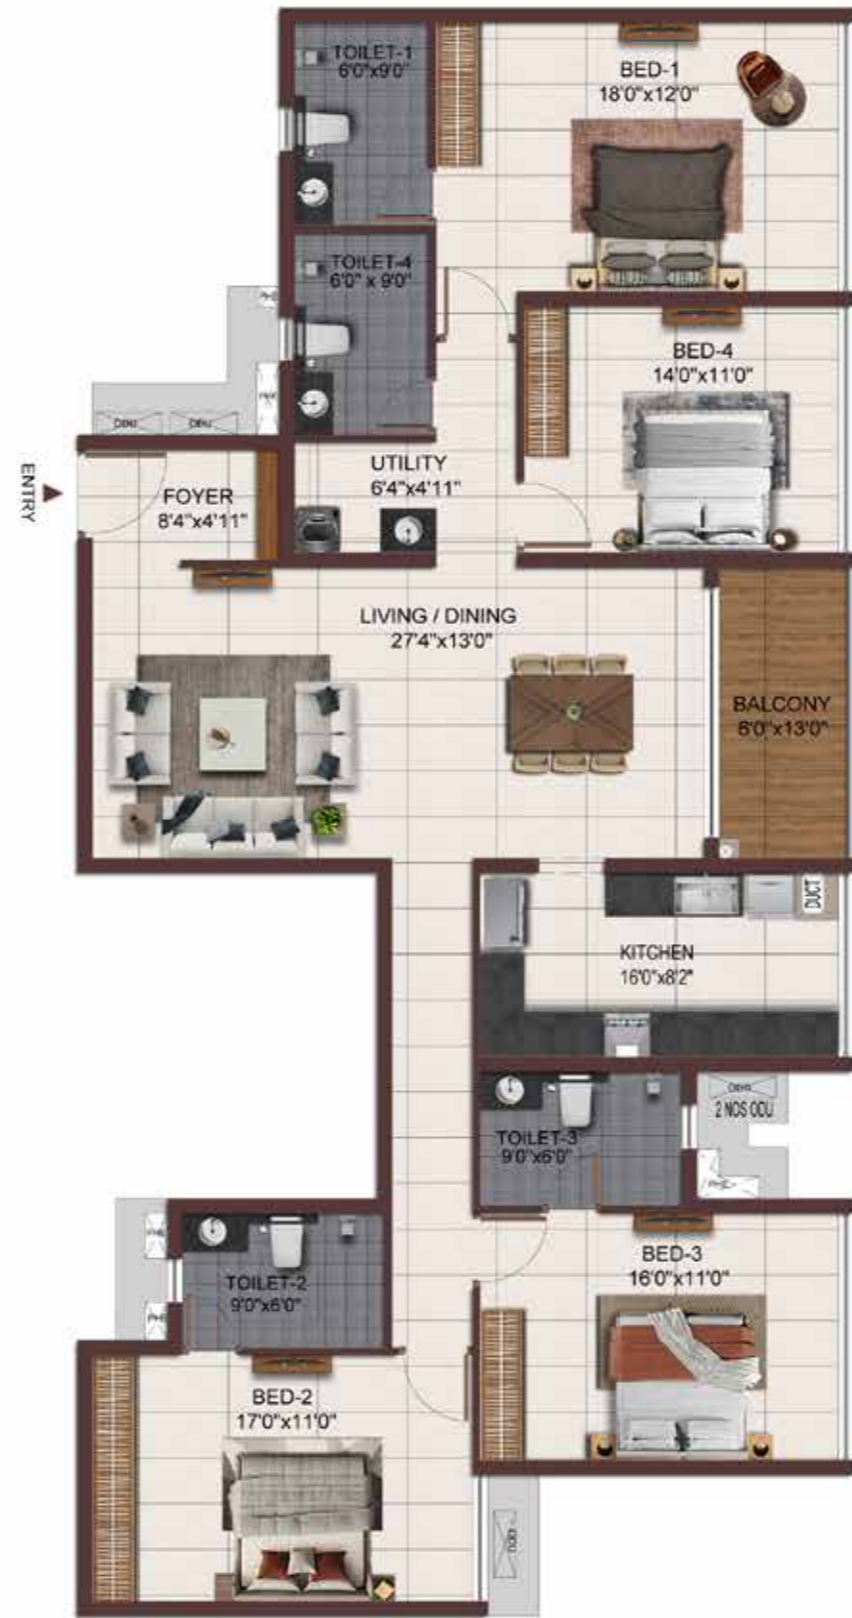 TOILET-1
6'0"x9'0"
BED-1
18'0"x12'0"
TOILET-4
6'0" x 9'0"
BED-4
14'0"x11'0"
ODU
ODU
ENTRY
FOYER
8'4"x4'11"
UTILITY
6'4"x4'11"
LIVING / DINING
27'4"x13'0"
BALCONY
6'0"x13'0"
DUCT
KITCHEN
16'0"x8'2"
2 NOS ODU
TOILET-3
9'0"x6'0"
TOILET-2
9'0"x6'0"
BED-3
16'0"x11'0"
BED-2
17'0"x11'0"
ODU